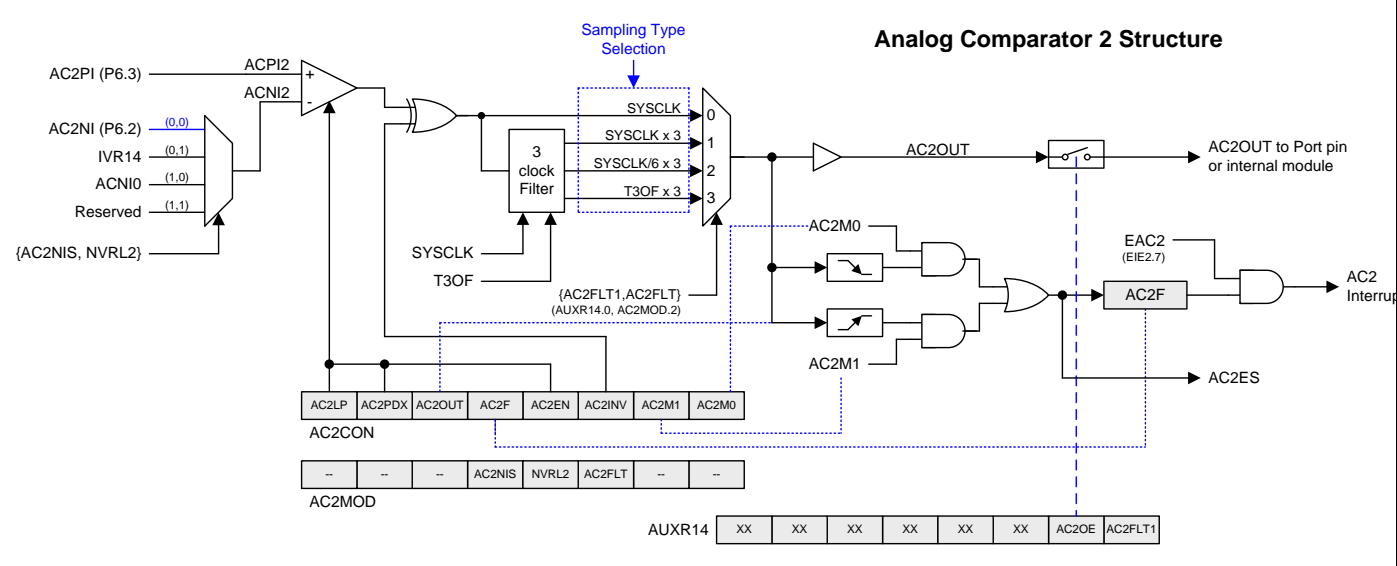 Analog Comparator 2 Structure
Sampling Type
Selection
AC2PI (P6.3)
ACPI2
+
ACNI2
-
AC2NI (P6.2)
(0,0)
IVR14
(0,1)
ACNI0
(1,0)
Reserved
(1,1)
{AC2NIS, NVRL2}
3
clock
Filter
SYSCLK
T3OF
SYSCLK
0
SYSCLK x 3
1
SYSCLK/6 x 3
2
T3OF x 3
3
{AC2FLT1,AC2FLT}
(AUXR14.0, AC2MOD.2)
AC2OUT
AC2OUT to Port pin
or internal module
AC2M0
AC2M1
EAC2
(EIE2.7)
AC2F
AC2
Interrup
AC2ES
AC2LP AC2PDX AC2OUT AC2F AC2EN AC2INV AC2M1 AC2M0
AC2CON
-- -- -- AC2NIS NVRL2 AC2FLT -- --
AC2MOD
AUXR14 XX XX XX XX XX XX AC2OE AC2FLT1